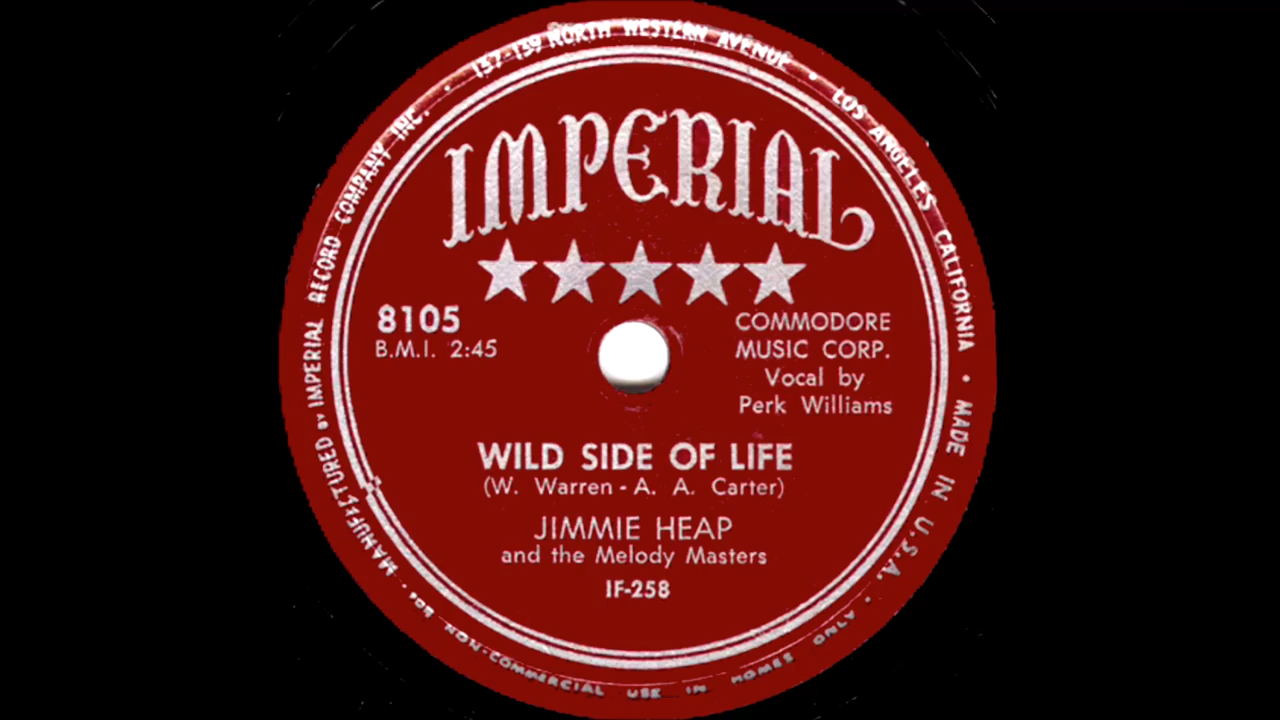 MANUFACTURED BY IMPERIAL RECORD COMPANY INC. • 137-139 NORTH WESTERN AVENUE • LOS ANGELES CALIFORNIA • MADE IN U.S.A. •
IMPERIAL
8105
B.M.I. 2:45
COMMODORE
MUSIC CORP.
Vocal by
Perk Williams
WILD SIDE OF LIFE
(W. Warren - A. A. Carter)
JIMMIE HEAP
and the Melody Masters
IF-258
FOR NON-COMMERCIAL USE IN HOMES ONLY •